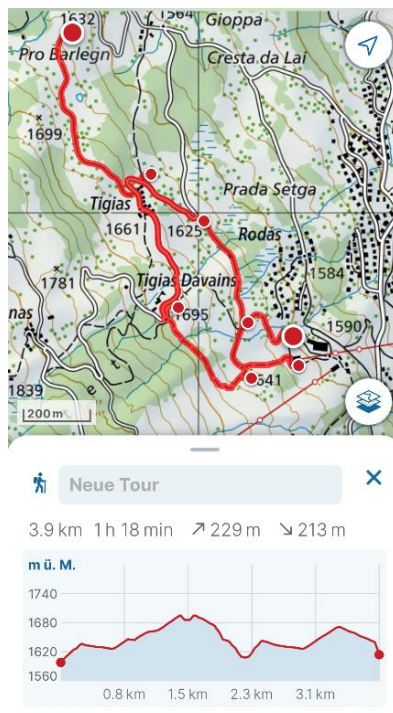 1632
1564
Gioppa
Pro Barlegn
Cresta da Lai
1699
Prada Setga
Tigias
1661
1625
Rodas
1584
1781
Tigia Davains
nas
1695
1590
1839
t
641
200 m
Neue Tour
3.9 km 1 h 18 min ↗ 229 m ↘ 213 m
m ü. M.
1740
1680
1620
1560
0.8 km 1.5 km 2.3 km 3.1 km